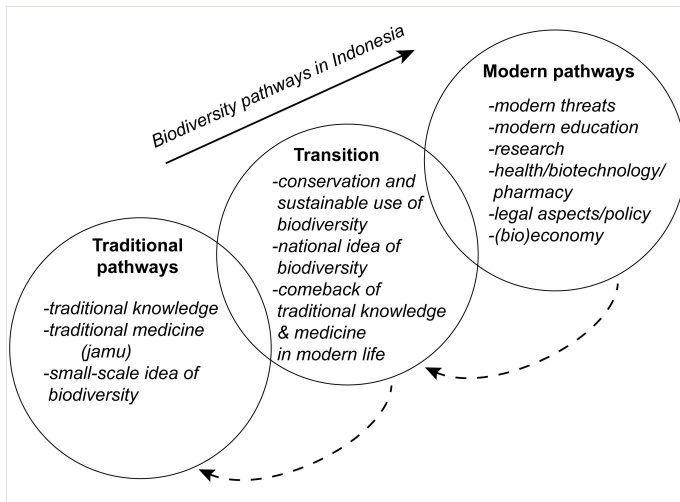 Biodiversity pathways in Indonesia
Traditional
pathways
-traditional knowledge
-traditional medicine
(jamu)
-small-scale idea of
biodiversity
Transition
-conservation and
sustainable use of
biodiversity
-national idea of
biodiversity
-comeback of
traditional knowledge
& medicine
in modern life
Modern pathways
-modern threats
-modern education
-research
-health/biotechnology/
pharmacy
-legal aspects/policy
-(bio)economy